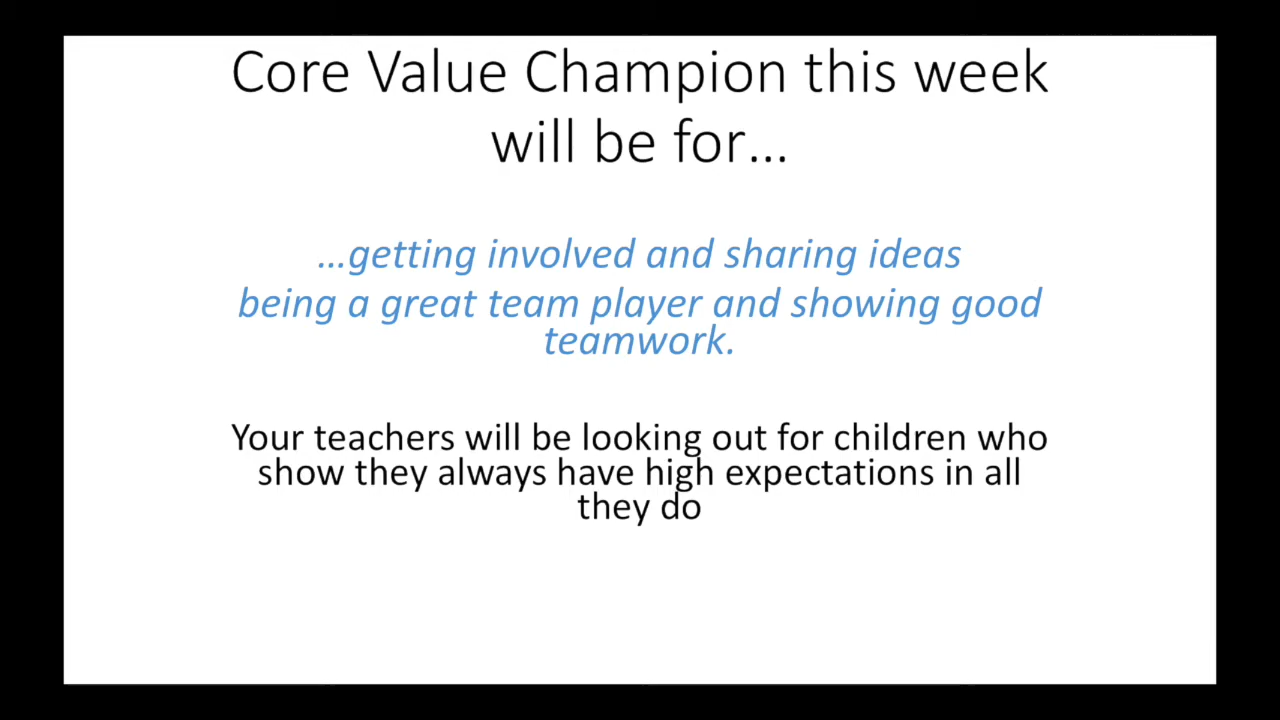 Core Value Champion this week
will be for...
...getting involved and sharing ideas
being a great team player and showing good
teamwork.
Your teachers will be looking out for children who
show they always have high expectations in all
they do